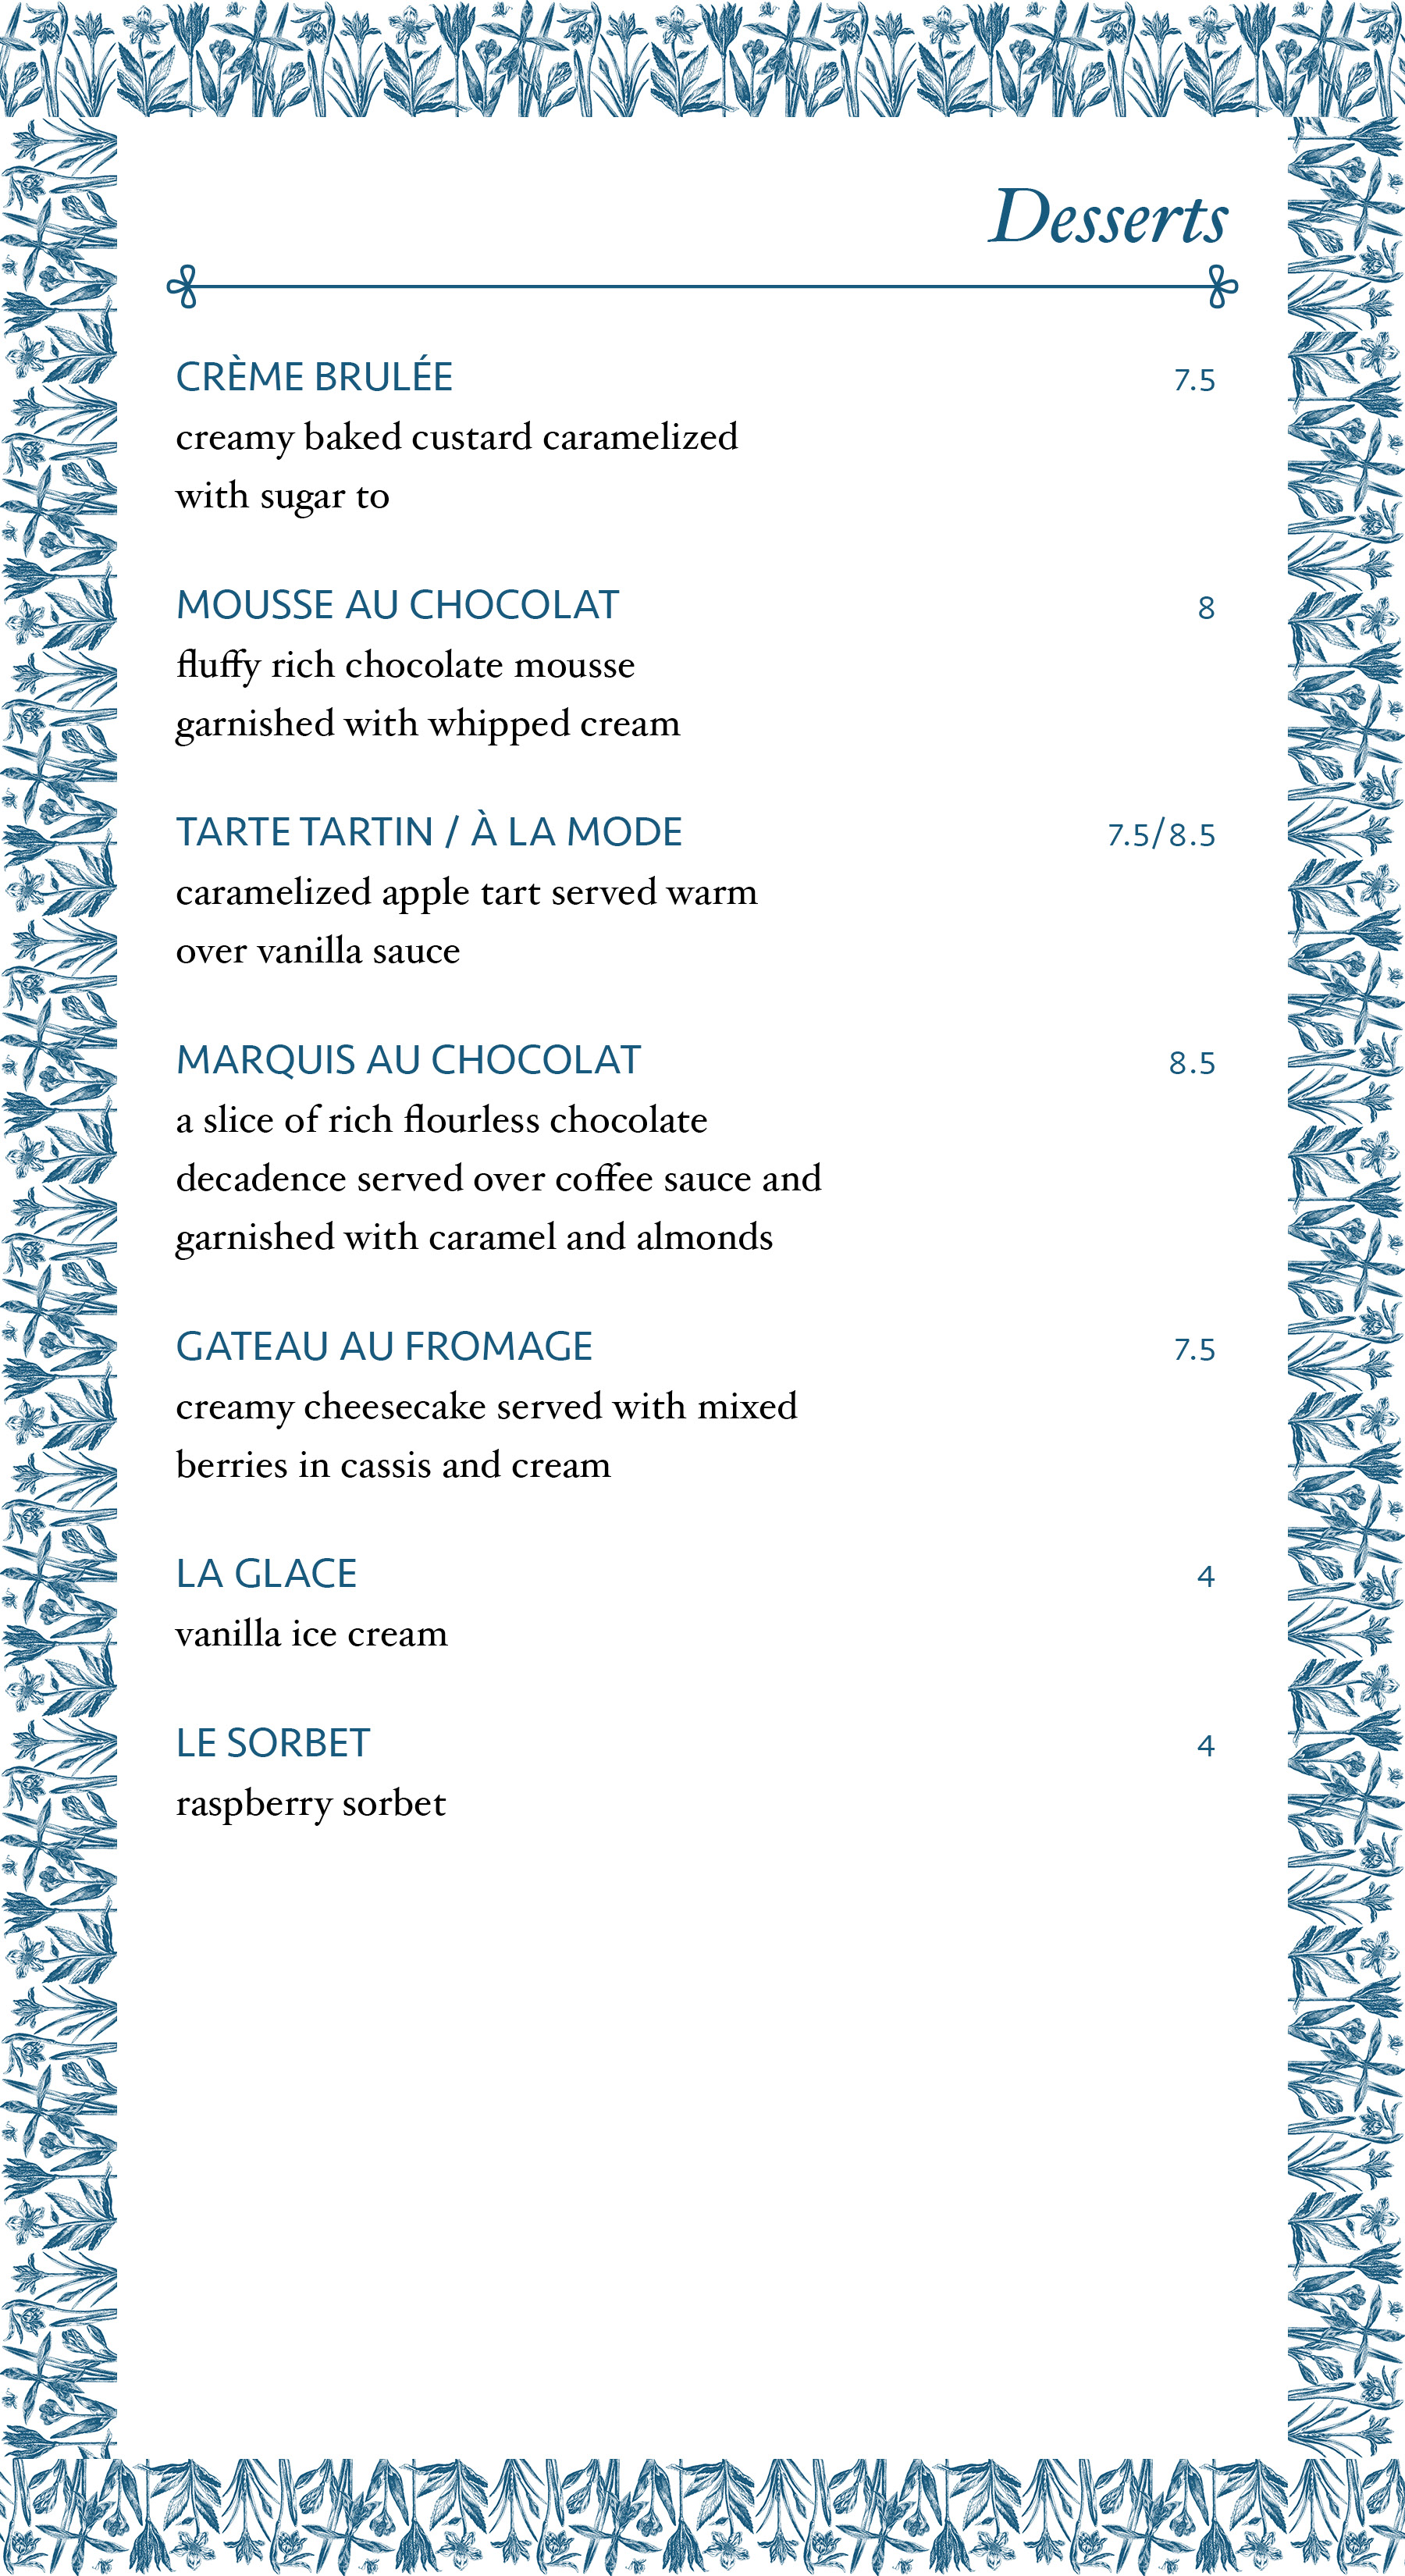 Desserts
CRÈME BRULÉE 7.5
creamy baked custard caramelized
with sugar to
MOUSSE AU CHOCOLAT 8
fluffy rich chocolate mousse
garnished with whipped cream
TARTE TARTIN / À LA MODE 7.5/8.5
caramelized apple tart served warm
over vanilla sauce
MARQUIS AU CHOCOLAT 8.5
a slice of rich flourless chocolate
decadence served over coffee sauce and
garnished with caramel and almonds
GATEAU AU FROMAGE 7.5
creamy cheesecake served with mixed
berries in cassis and cream
LA GLACE 4
vanilla ice cream
LE SORBET 4
raspberry sorbet